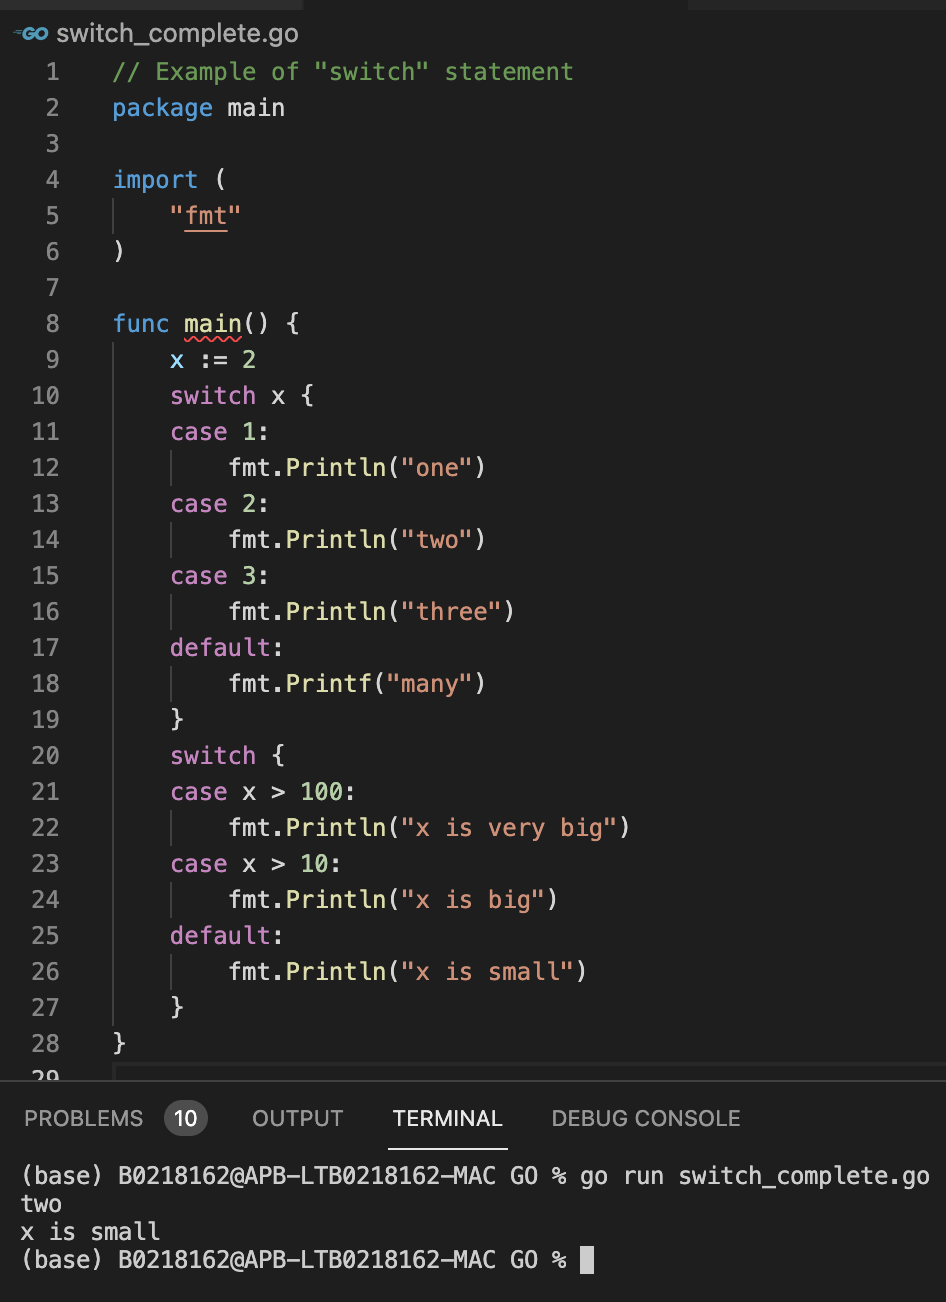 GO switch_complete.go
1 // Example of "switch" statement
2 package main
3
4 import (
5 "fmt"
6 )
7
8 func main() {
9 x := 2
10 switch x {
11 case 1:
12 fmt.Println("one")
13 case 2:
14 fmt.Println("two")
15 case 3:
16 fmt.Println("three")
17 default:
18 fmt.Printf("many")
19 }
20 switch {
21 case x > 100:
22 fmt.Println("x is very big")
23 case x > 10:
24 fmt.Println("x is big")
25 default:
26 fmt.Println("x is small")
27 }
28 }
29
PROBLEMS 10 OUTPUT TERMINAL DEBUG CONSOLE
(base) B0218162@APB-LTB0218162-MAC GO % go run switch_complete.go
two
x is small
(base) B0218162@APB-LTB0218162-MAC GO %